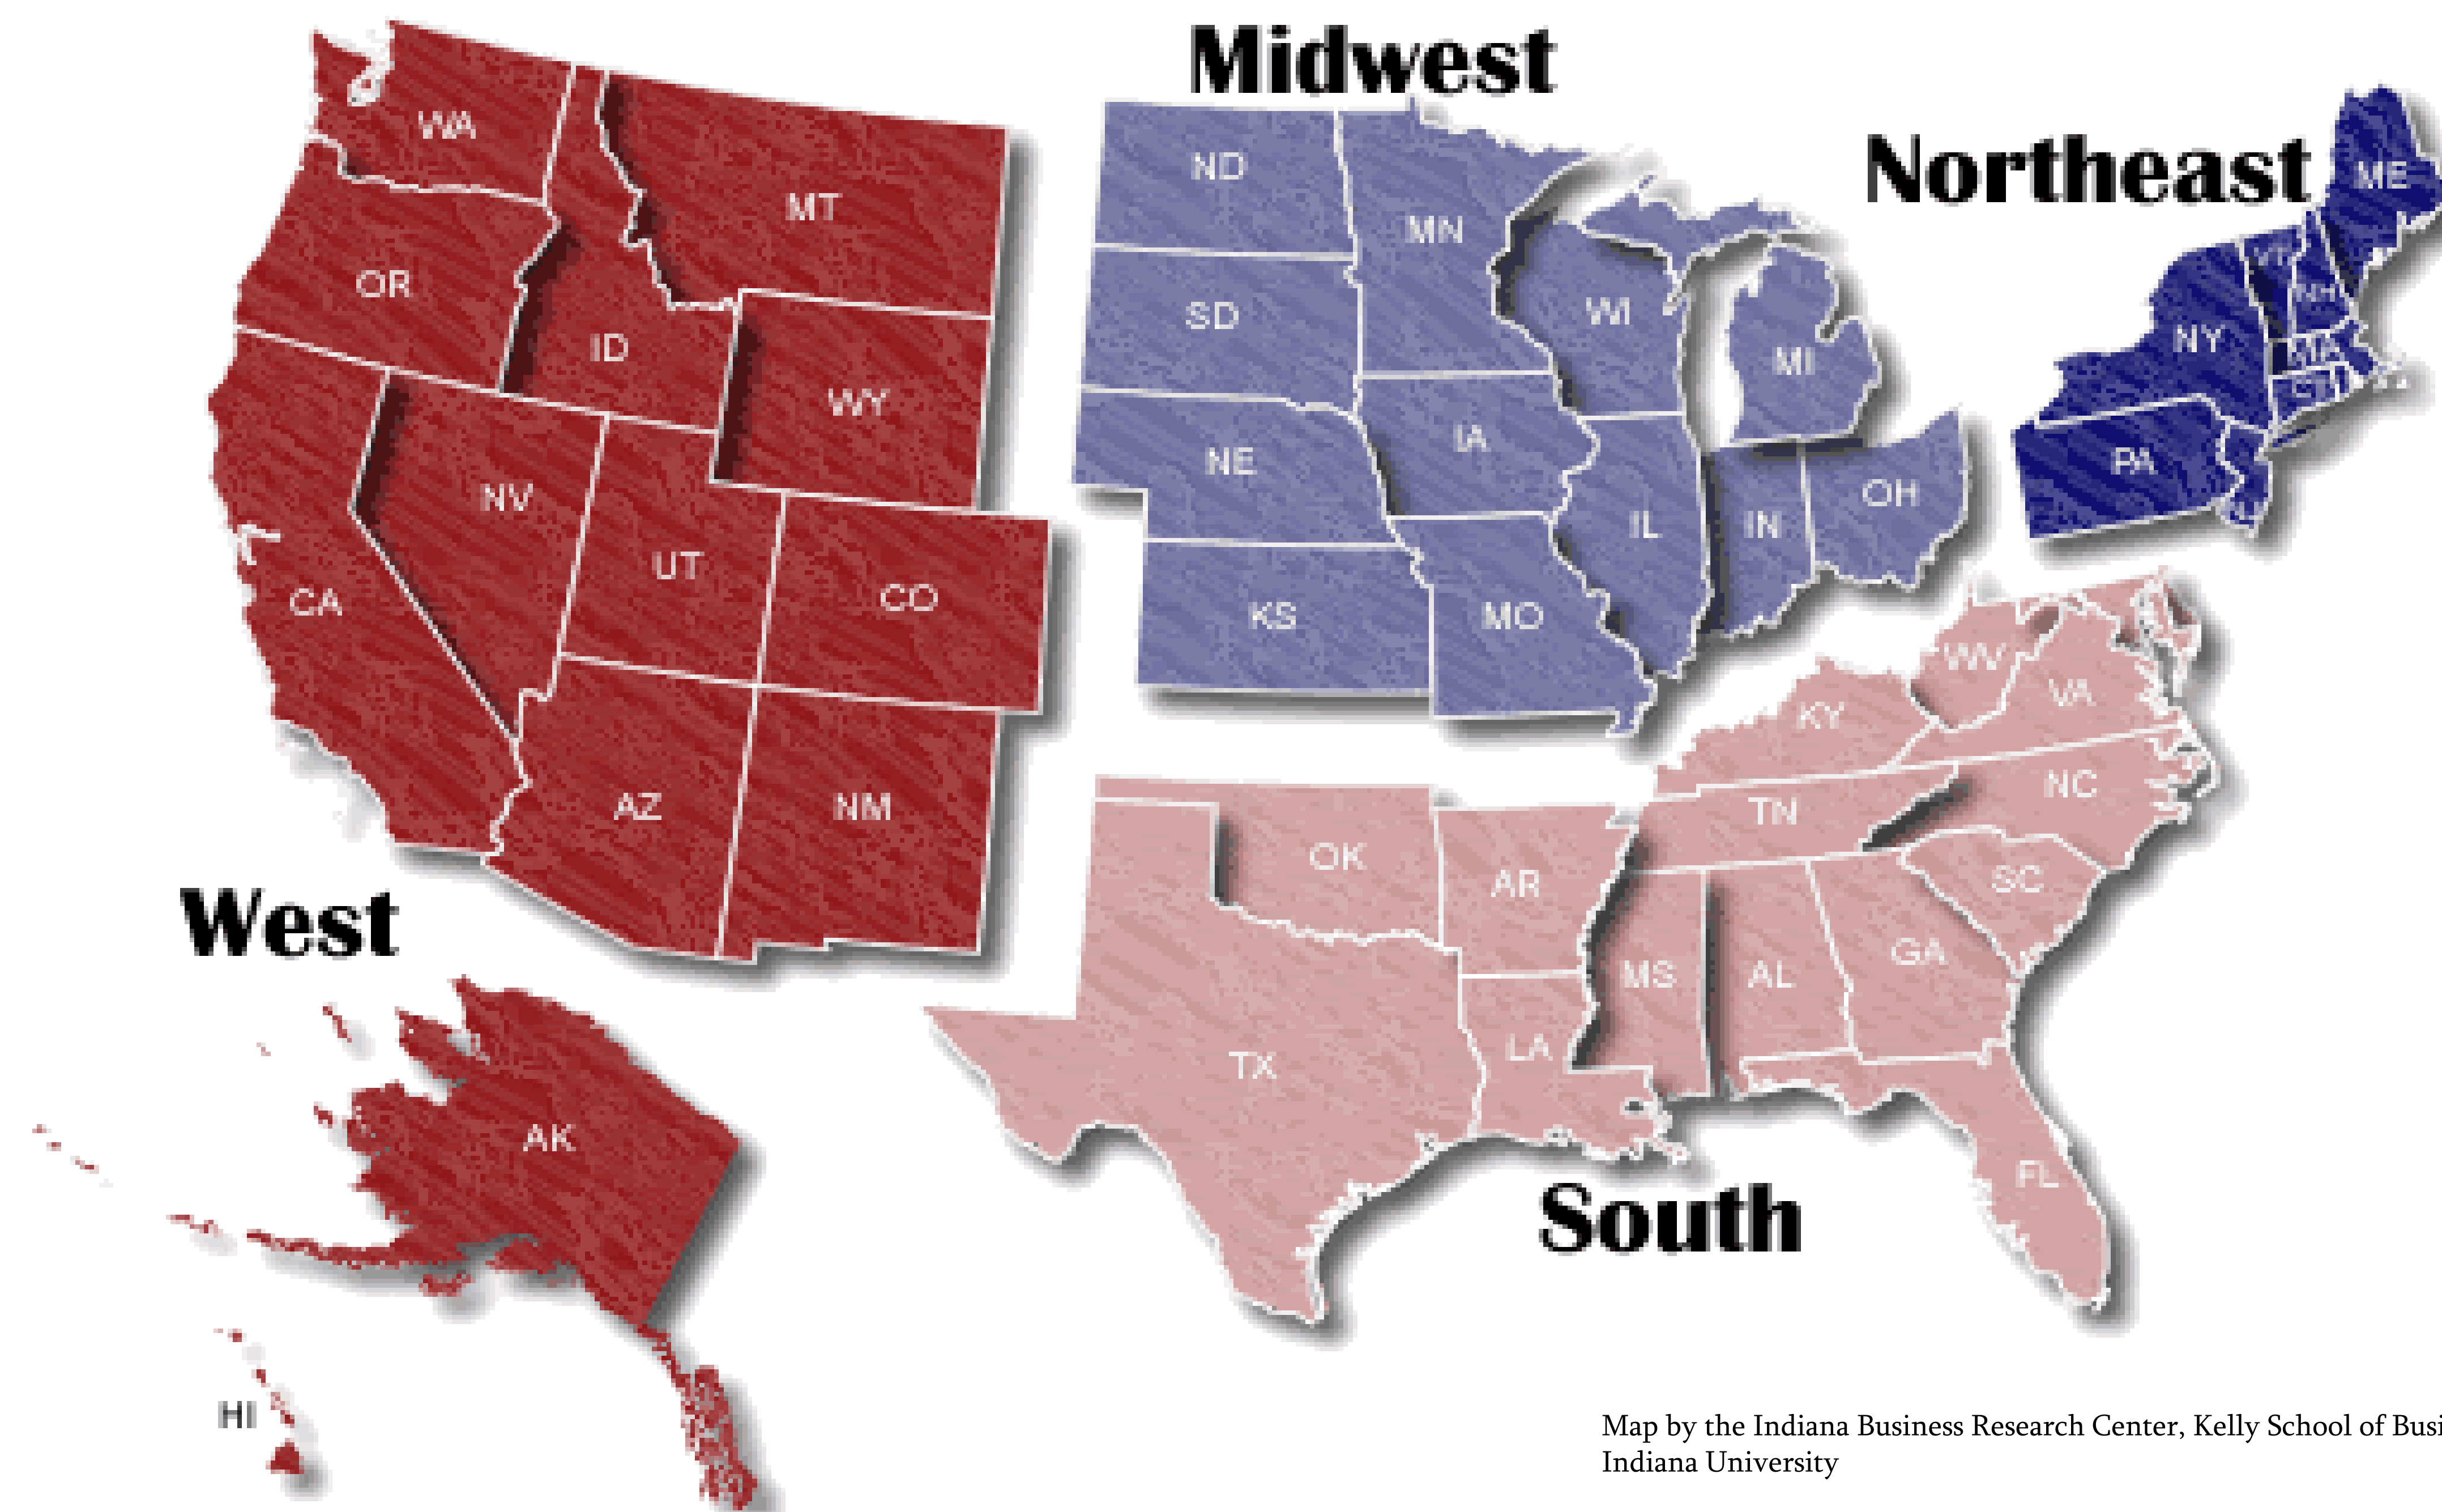 Midwest
Northeast
West
South
WA
MT
OR
ID
WY
NV
UT
CO
CA
AZ
NM
AK
HI
ND
MN
SD
WI
MI
NE
IA
IL
IN
OH
KS
MO
ME
VT
NH
NY
MA
CT
PA
NJ
WV
VA
KY
NC
TN
OK
AR
SC
MS
AL
GA
LA
TX
FL
Map by the Indiana Business Research Center, Kelly School of Busi
Indiana University